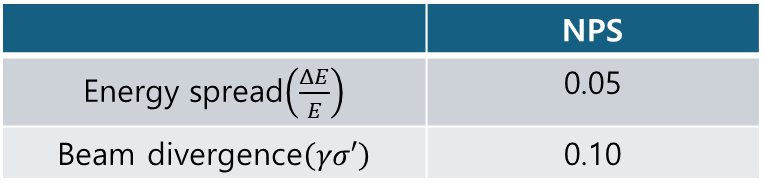 NPS
Energy spread(ΔE/E) 0.05
Beam divergence(γσ′) 0.10